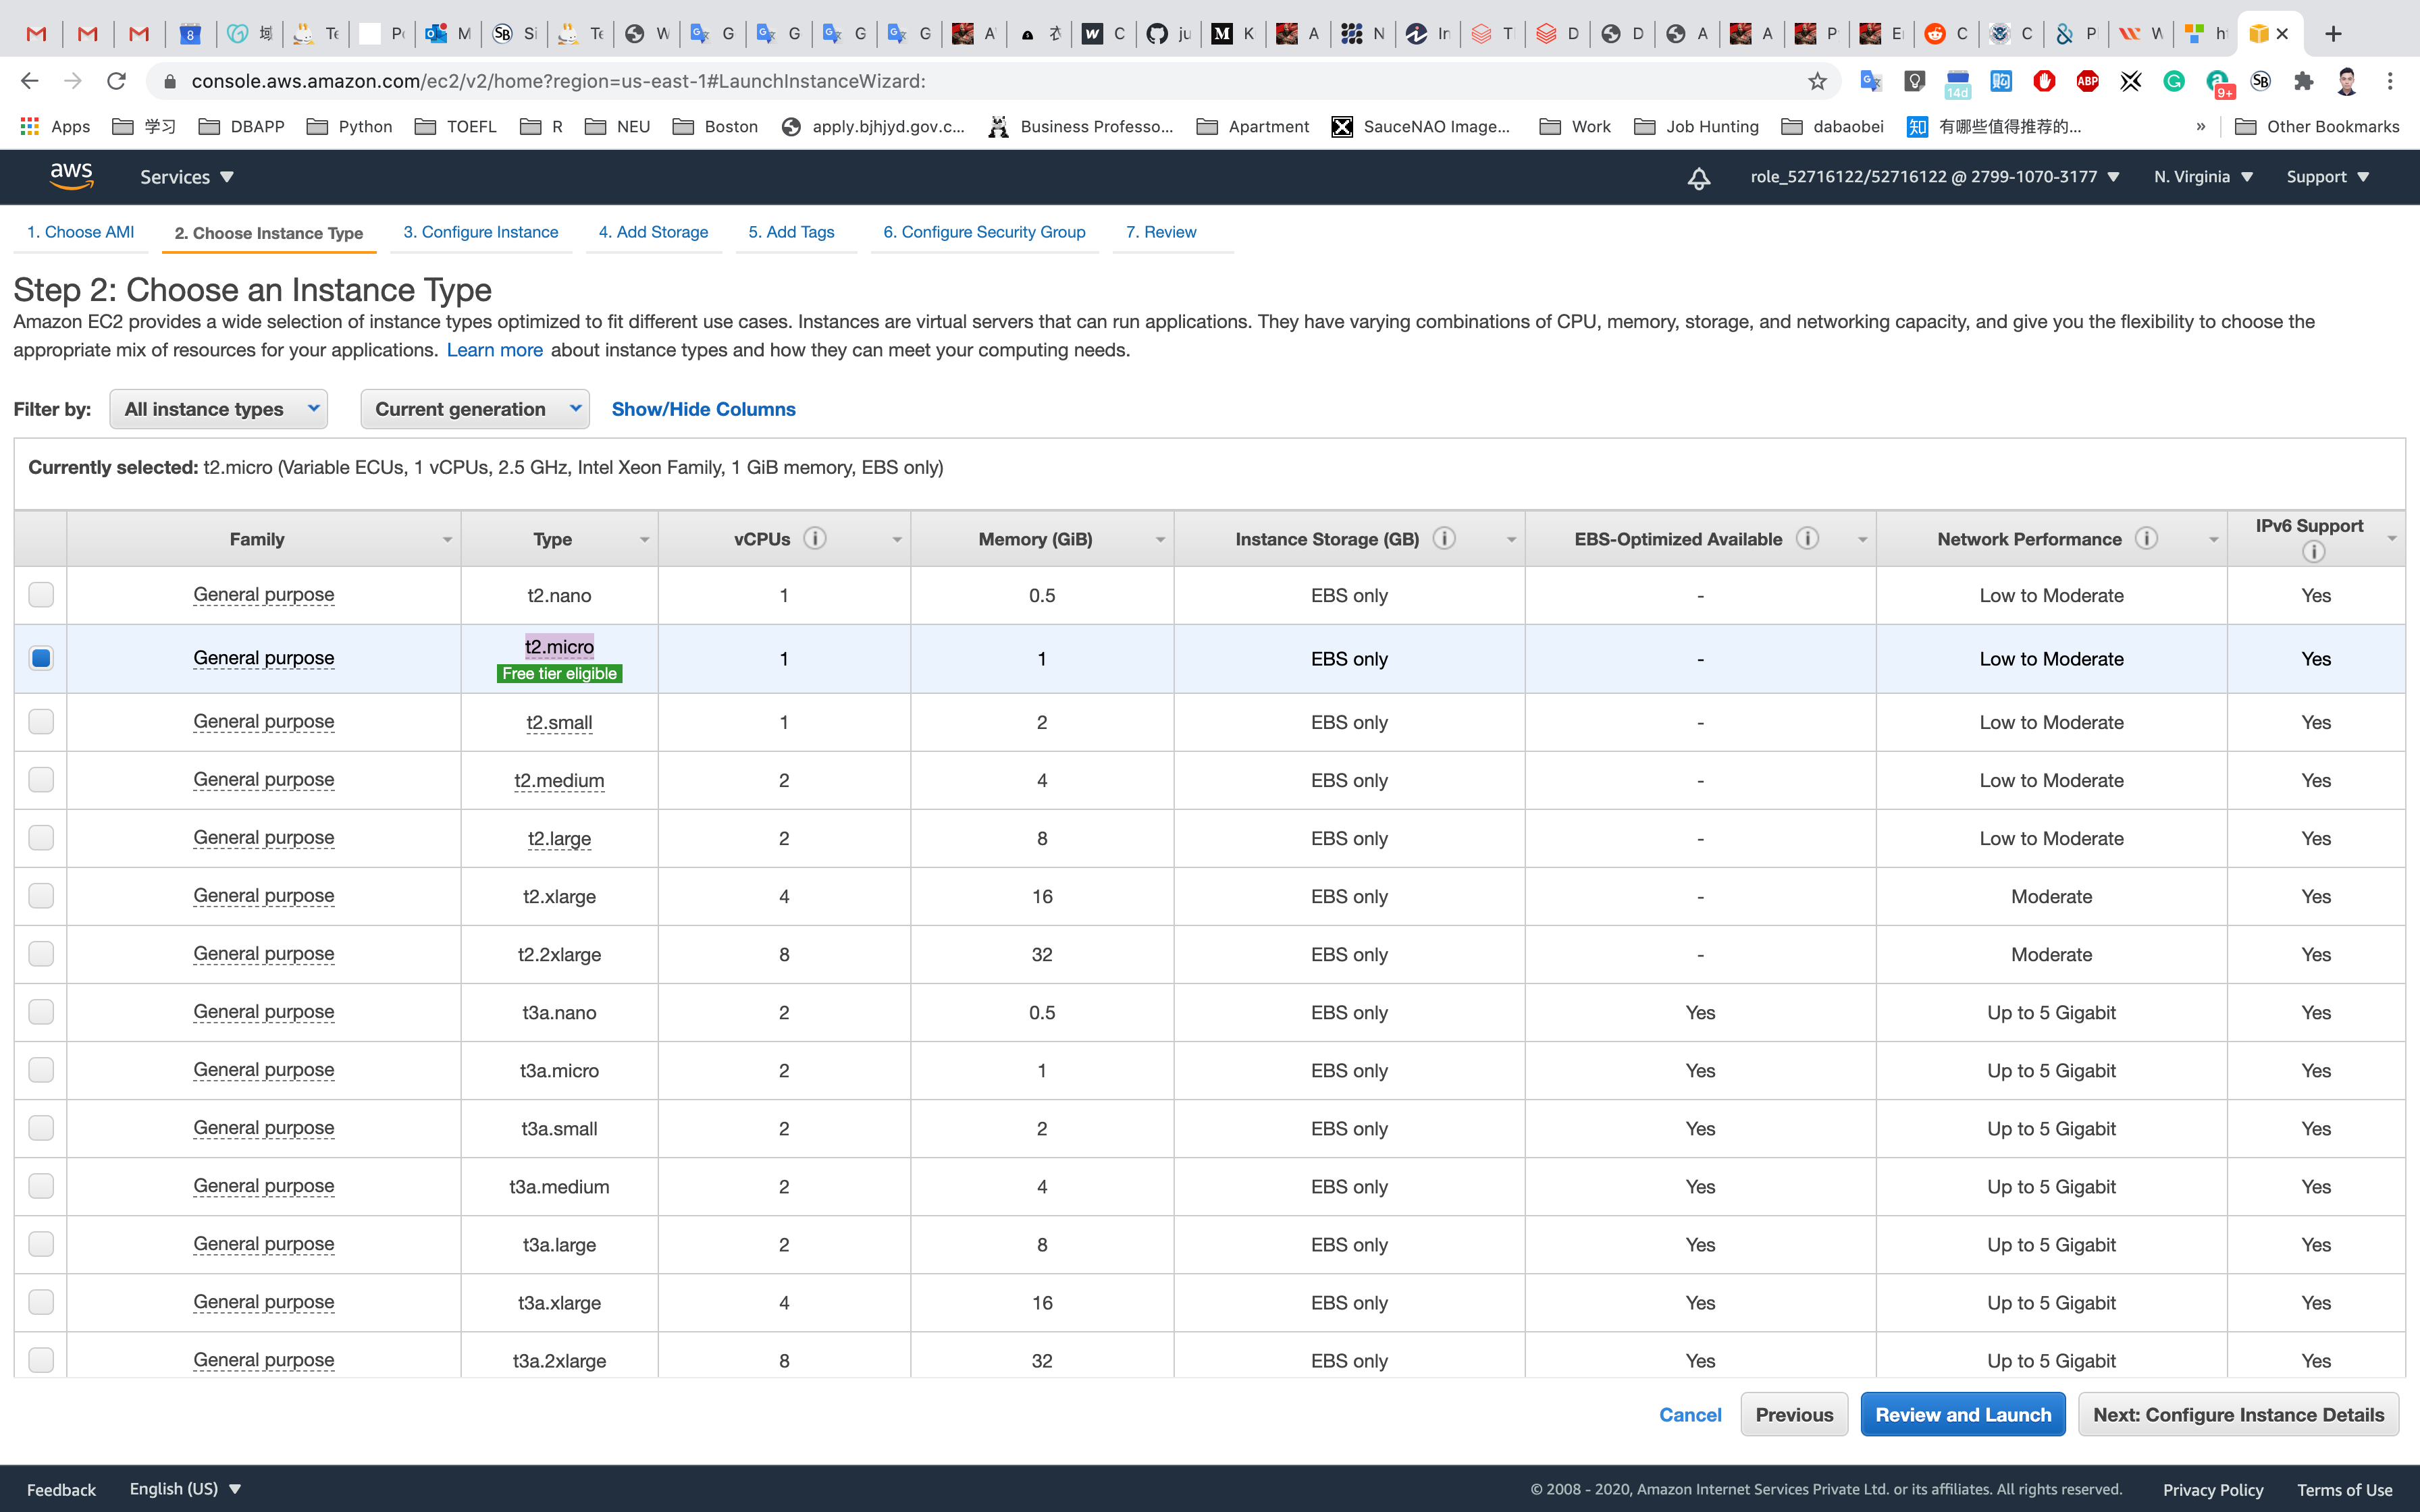 8 域 Te Po M SB Si Te W G G G G A 衣 W C ju M K A N In T D D A A P E C C P W h
console.aws.amazon.com/ec2/v2/home?region=us-east-1#LaunchInstanceWizard:
14d ABP 9+ SB
Apps 学习 DBAPP Python TOEFL R NEU Boston apply.bjhjyd.gov.c... Business Professo... Apartment SauceNAO Image... Work Job Hunting dabaobei 知 有哪些值得推荐的... » Other Bookmarks
aws Services role_52716122/52716122 @ 2799-1070-3177 N. Virginia Support
1. Choose AMI 2. Choose Instance Type 3. Configure Instance 4. Add Storage 5. Add Tags 6. Configure Security Group 7. Review
Step 2: Choose an Instance Type
Amazon EC2 provides a wide selection of instance types optimized to fit different use cases. Instances are virtual servers that can run applications. They have varying combinations of CPU, memory, storage, and networking capacity, and give you the flexibility to choose the
appropriate mix of resources for your applications. Learn more about instance types and how they can meet your computing needs.
Filter by: All instance types Current generation Show/Hide Columns
Currently selected: t2.micro (Variable ECUs, 1 vCPUs, 2.5 GHz, Intel Xeon Family, 1 GiB memory, EBS only)
Family Type vCPUs Memory (GiB) Instance Storage (GB) EBS-Optimized Available Network Performance IPv6 Support
General purpose t2.nano 1 0.5 EBS only - Low to Moderate Yes
General purpose t2.micro 1 1 EBS only - Low to Moderate Yes
Free tier eligible
General purpose t2.small 1 2 EBS only - Low to Moderate Yes
General purpose t2.medium 2 4 EBS only - Low to Moderate Yes
General purpose t2.large 2 8 EBS only - Low to Moderate Yes
General purpose t2.xlarge 4 16 EBS only - Moderate Yes
General purpose t2.2xlarge 8 32 EBS only - Moderate Yes
General purpose t3a.nano 2 0.5 EBS only Yes Up to 5 Gigabit Yes
General purpose t3a.micro 2 1 EBS only Yes Up to 5 Gigabit Yes
General purpose t3a.small 2 2 EBS only Yes Up to 5 Gigabit Yes
General purpose t3a.medium 2 4 EBS only Yes Up to 5 Gigabit Yes
General purpose t3a.large 2 8 EBS only Yes Up to 5 Gigabit Yes
General purpose t3a.xlarge 4 16 EBS only Yes Up to 5 Gigabit Yes
General purpose t3a.2xlarge 8 32 EBS only Yes Up to 5 Gigabit Yes
Cancel Previous Review and Launch Next: Configure Instance Details
Feedback English (US) © 2008 - 2020, Amazon Internet Services Private Ltd. or its affiliates. All rights reserved. Privacy Policy Terms of Use